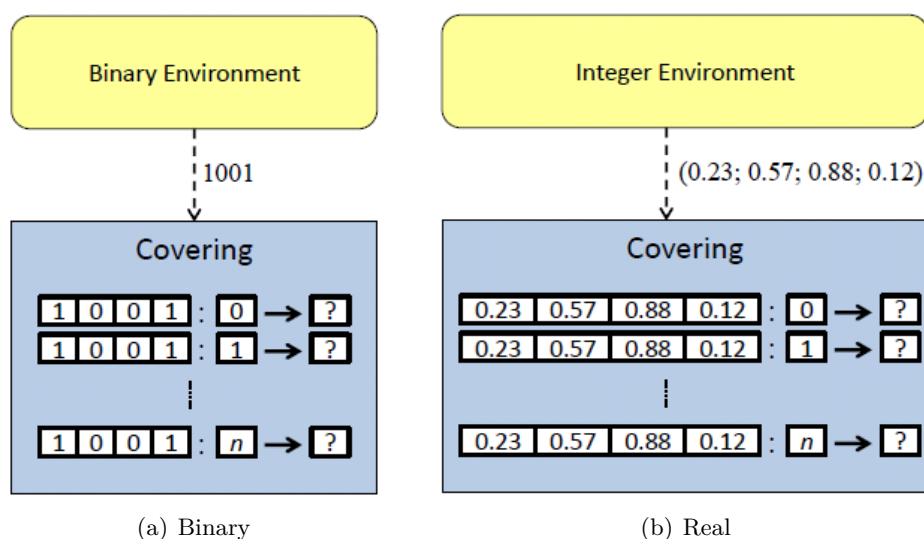 Binary Environment
1001
Covering
1 0 0 1 : 0 → ?
1 0 0 1 : 1 → ?
1 0 0 1 : n → ?
(a) Binary
Integer Environment
(0.23; 0.57; 0.88; 0.12)
Covering
0.23 0.57 0.88 0.12 : 0 → ?
0.23 0.57 0.88 0.12 : 1 → ?
0.23 0.57 0.88 0.12 : n → ?
(b) Real